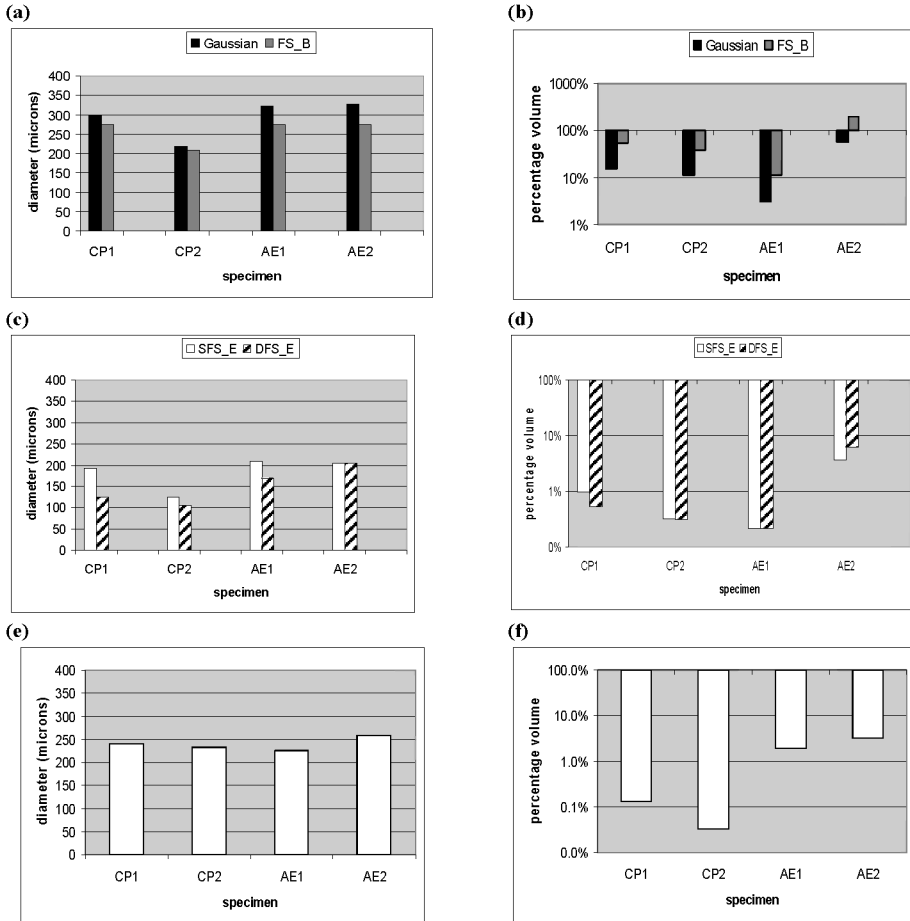 (a)
Gaussian FS_B
diameter (microns)
400
350
300
250
200
150
100
50
0
CP1 CP2 AE1 AE2
specimen
(b)
Gaussian FS_B
percentage volume
1000%
100%
10%
1%
CP1 CP2 AE1 AE2
specimen
(c)
SFS_E DFS_E
diameter (microns)
400
350
300
250
200
150
100
50
0
CP1 CP2 AE1 AE2
specimen
(d)
SFS_E DFS_E
percentage volume
100%
10%
1%
0%
CP1 CP2 AE1 AE2
specimen
(e)
diameter (microns)
400
350
300
250
200
150
100
50
0
CP1 CP2 AE1 AE2
specimen
(f)
percentage volume
100.0%
10.0%
1.0%
0.1%
0.0%
CP1 CP2 AE1 AE2
specimen